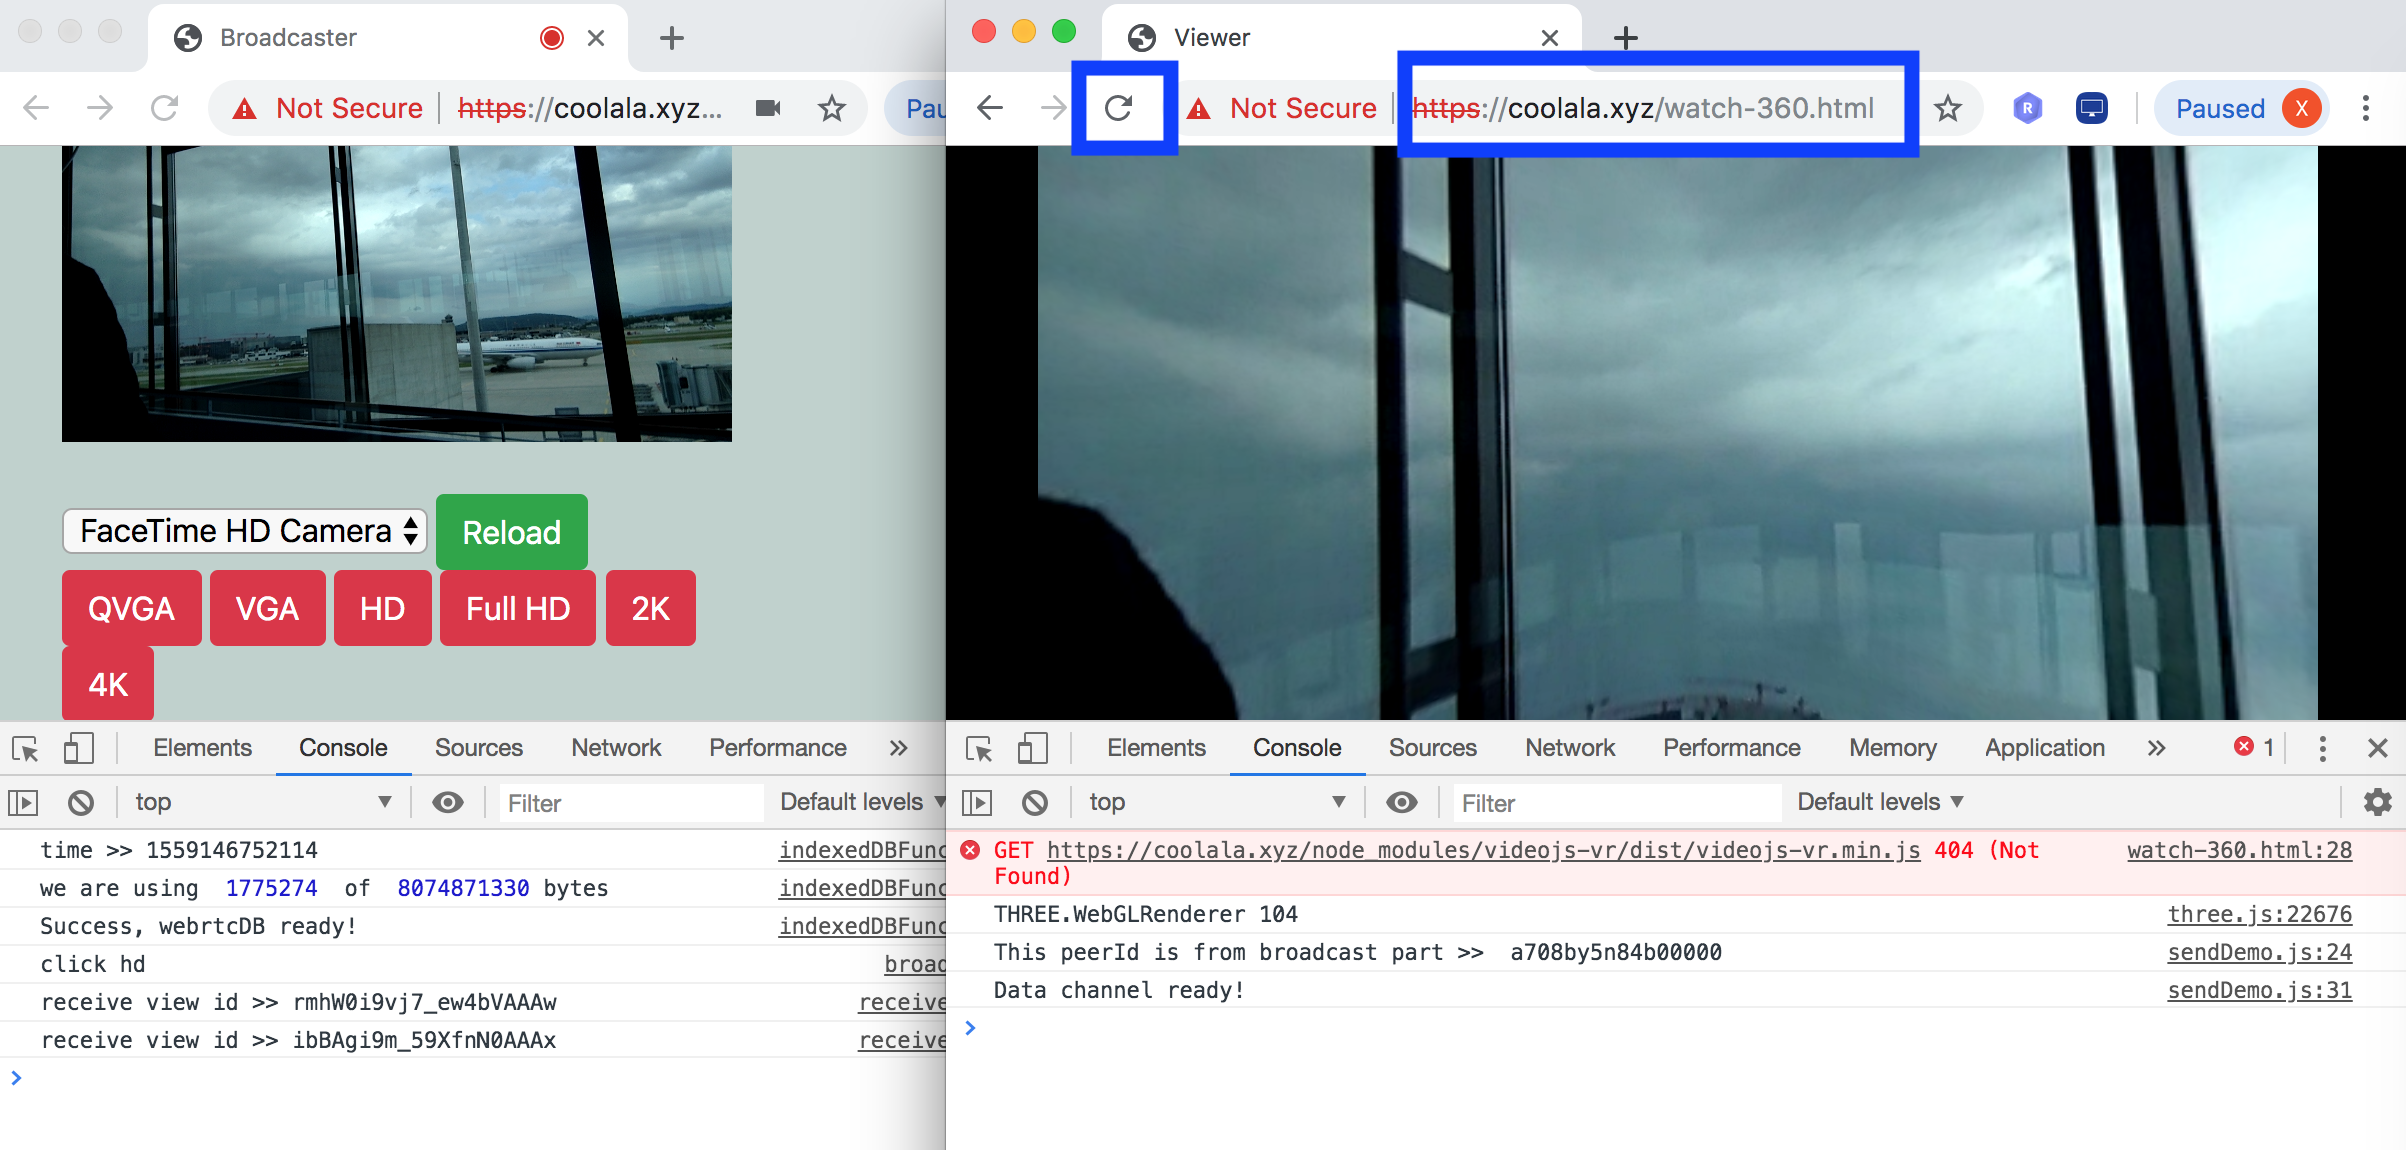 Broadcaster
Not Secure | https://coolala.xyz...
Pau
FaceTime HD Camera
Reload
QVGA VGA HD Full HD 2K
4K
Elements Console Sources Network Performance »
top Filter Default levels
time >> 1559146752114 indexedDBFunc
we are using 1775274 of 8074871330 bytes indexedDBFunc
Success, webrtcDB ready! indexedDBFunc
click hd broad
receive view id >> rmhW0i9vj7_ew4bVAAAw receive
receive view id >> ibBAgi9m_59XfnN0AAAx receive
Viewer
Not Secure | https://coolala.xyz/watch-360.html
R
Paused X
Elements Console Sources Network Performance Memory Application » 1
top Filter Default levels
GET https://coolala.xyz/node_modules/videojs-vr/dist/videojs-vr.min.js 404 (Not watch-360.html:28
Found)
THREE.WebGLRenderer 104 three.js:22676
This peerId is from broadcast part >> a708by5n84b00000 sendDemo.js:24
Data channel ready! sendDemo.js:31